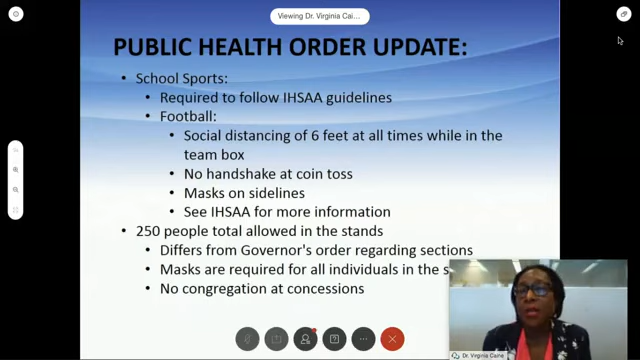 Viewing Dr. Virginia Cai...
PUBLIC HEALTH ORDER UPDATE:
• School Sports:
• Required to follow IHSAA guidelines
• Football:
• Social distancing of 6 feet at all times while in the
team box
• No handshake at coin toss
• Masks on sidelines
• See IHSAA for more information
• 250 people total allowed in the stands
• Differs from Governor's order regarding sections
• Masks are required for all individuals in the s
• No congregation at concessions
Dr. Virginia Caine